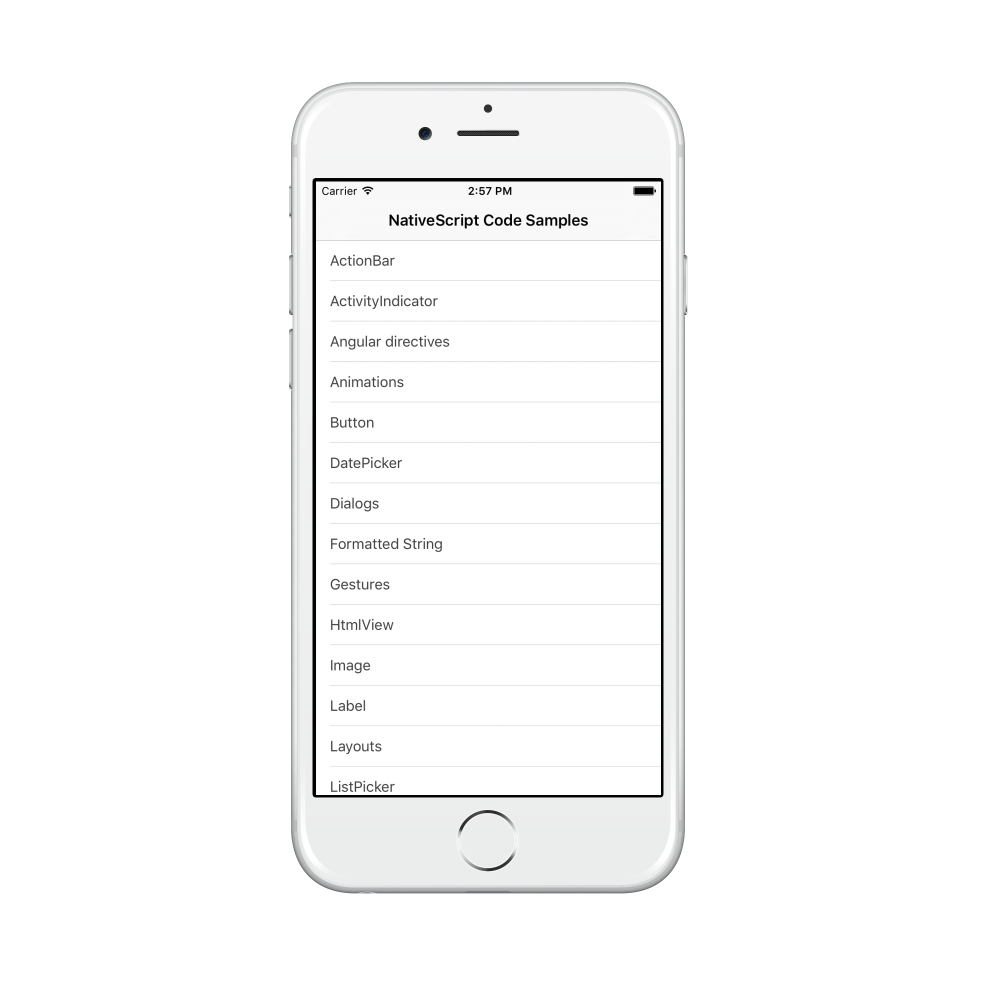 Carrier 2:57 PM
NativeScript Code Samples
ActionBar
ActivityIndicator
Angular directives
Animations
Button
DatePicker
Dialogs
Formatted String
Gestures
HtmlView
Image
Label
Layouts
ListPicker